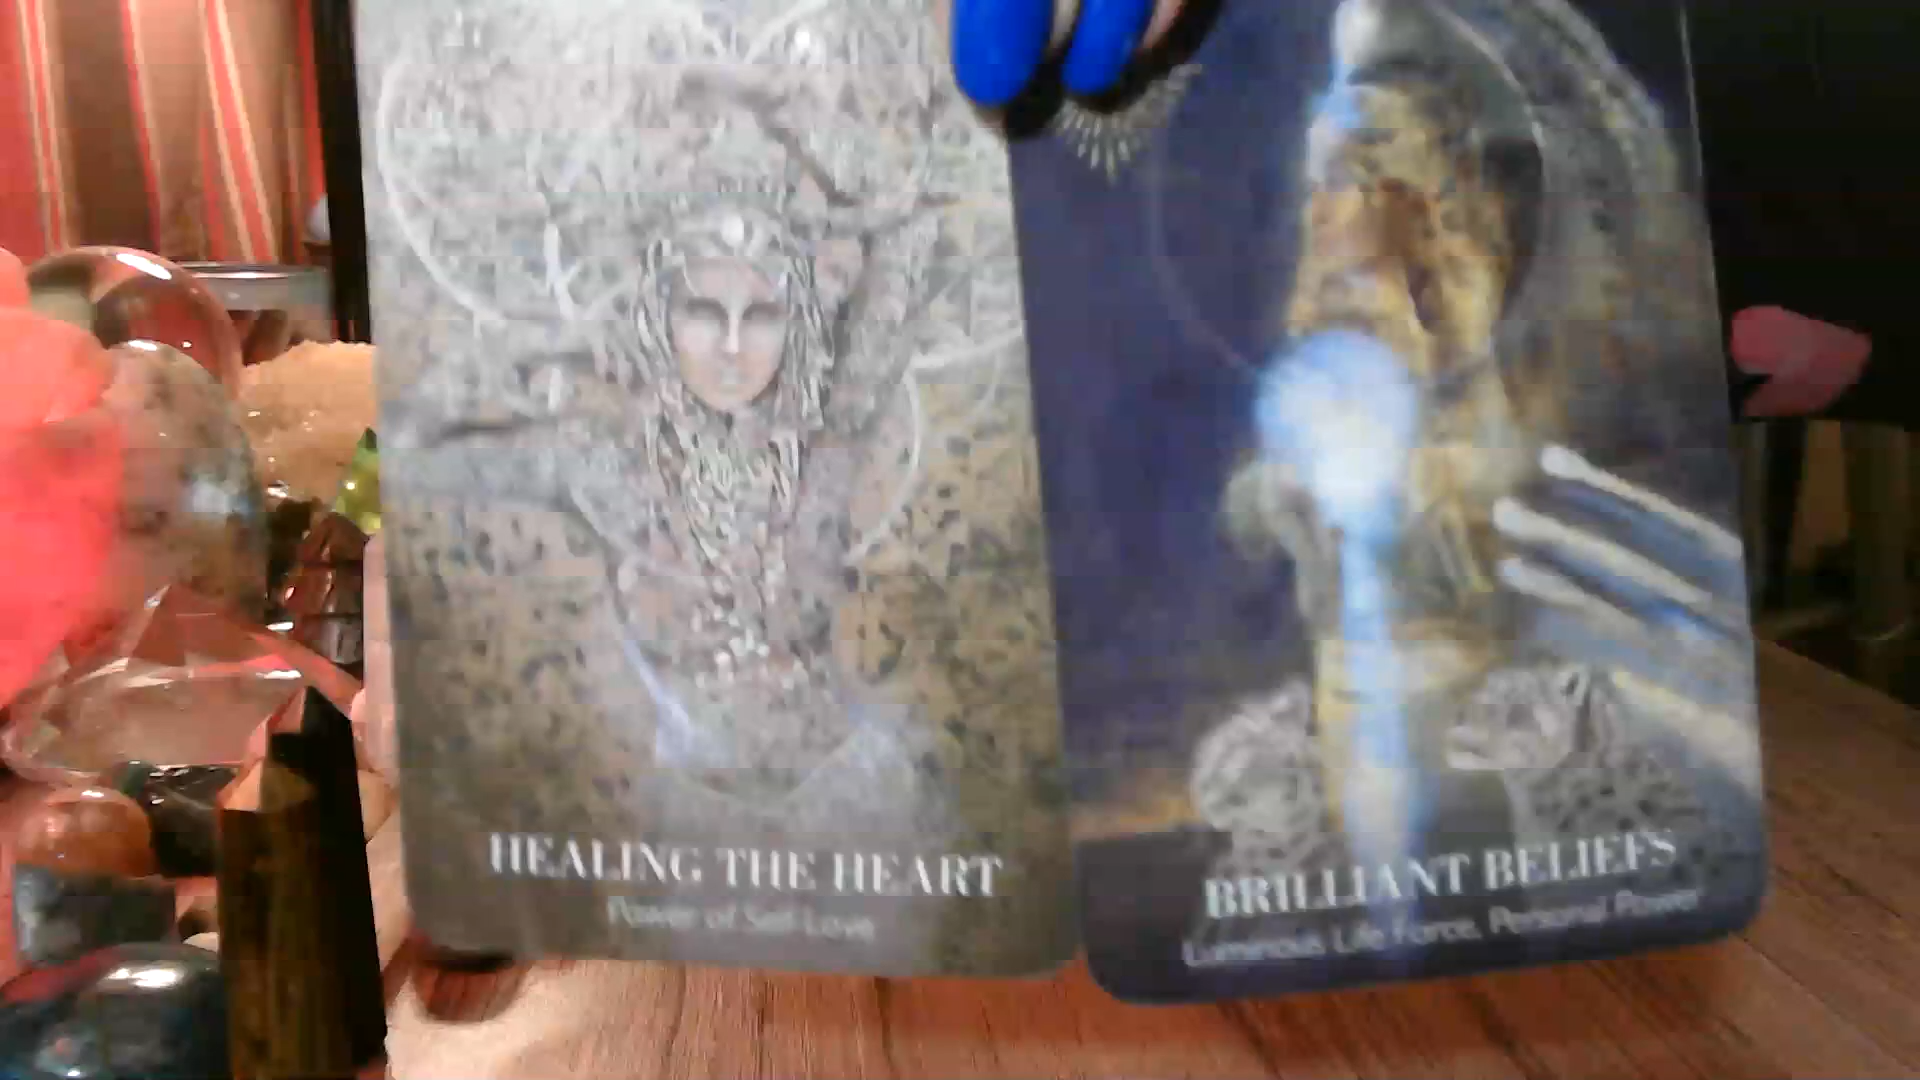 HEALING THE HEART
Power of Self-Love
BRILLIANT BELIEFS
Luminous Life Force, Personal Power